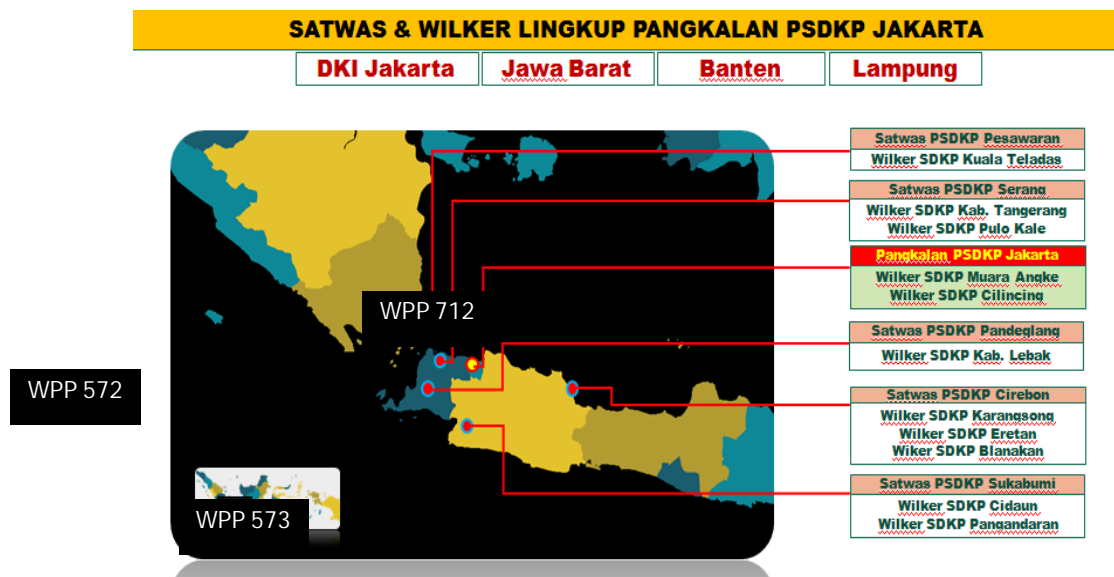 SATWAS & WILKER LINGKUP PANGKALAN PSDKP JAKARTA
DKI Jakarta
Jawa Barat
Banten
Lampung
Satwas PSDKP Pesawaran
Wilker SDKP Kuala Teladas
Satwas PSDKP Serang
Wilker SDKP Kab. Tangerang
Wilker SDKP Pulo Kale
Pangkalan PSDKP Jakarta
Wilker SDKP Muara Angke
Wilker SDKP Cilincing
Satwas PSDKP Pandeglang
Wilker SDKP Kab. Lebak
Satwas PSDKP Cirebon
Wilker SDKP Karangsong
Wilker SDKP Eretan
Wiker SDKP Blanakan
Satwas PSDKP Sukabumi
Wilker SDKP Cidaun
Wilker SDKP Pangandaran
WPP 712
WPP 572
WPP 573